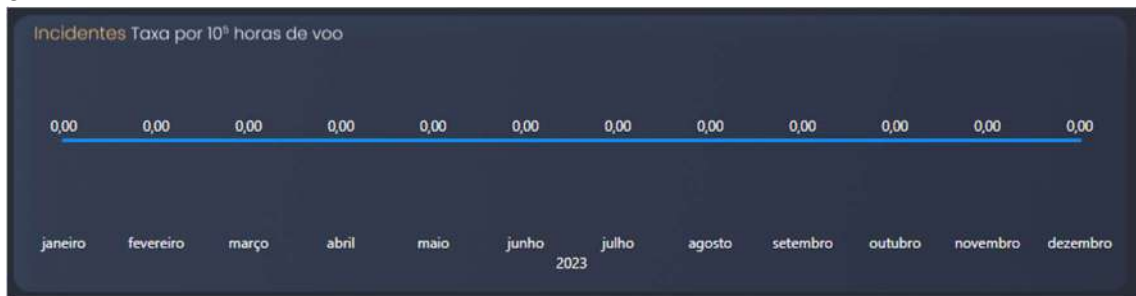 Incidentes Taxa por 10⁵ horas de voo
0,00 0,00 0,00 0,00 0,00 0,00 0,00 0,00 0,00 0,00 0,00 0,00
janeiro fevereiro março abril maio junho julho agosto setembro outubro novembro dezembro
2023